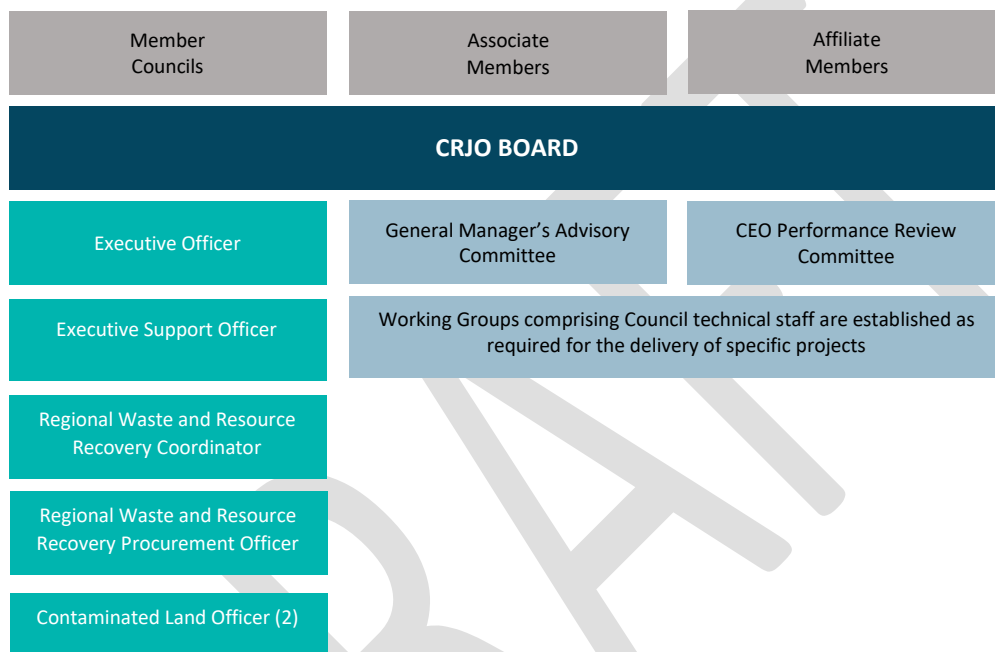 Member
Councils
Associate
Members
Affiliate
Members
CRJO BOARD
Executive Officer
General Manager’s Advisory
Committee
CEO Performance Review
Committee
Executive Support Officer
Working Groups comprising Council technical staff are established as
required for the delivery of specific projects
Regional Waste and Resource
Recovery Coordinator
Regional Waste and Resource
Recovery Procurement Officer
Contaminated Land Officer (2)